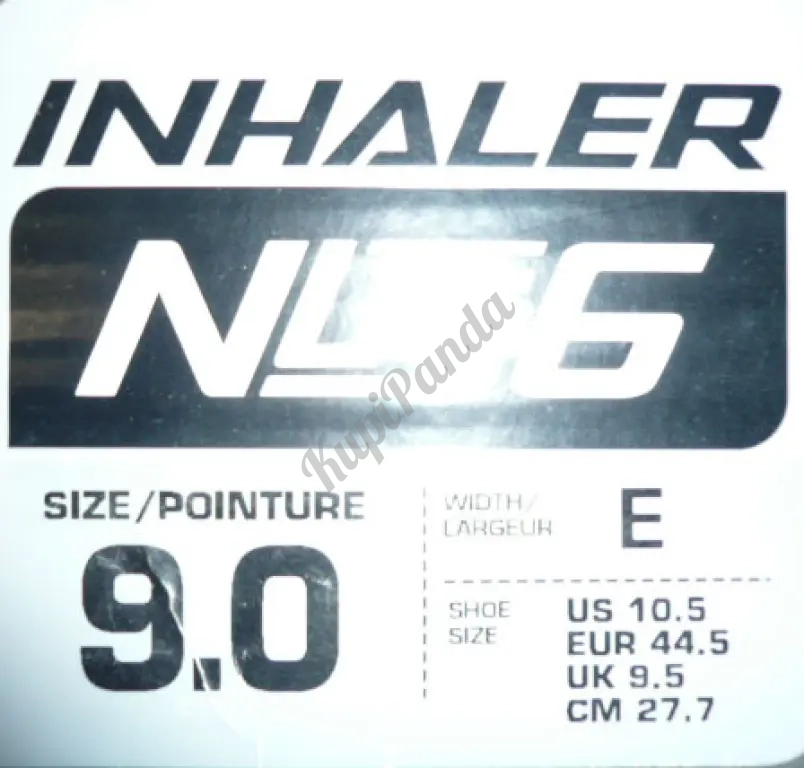 INHALER
SIZE/POINTURE
9.0
WIDTH/
LARGEUR
E
SHOE
SIZE
US 10.5
EUR 44.5
UK 9.5
CM 27.7
KupiPanda